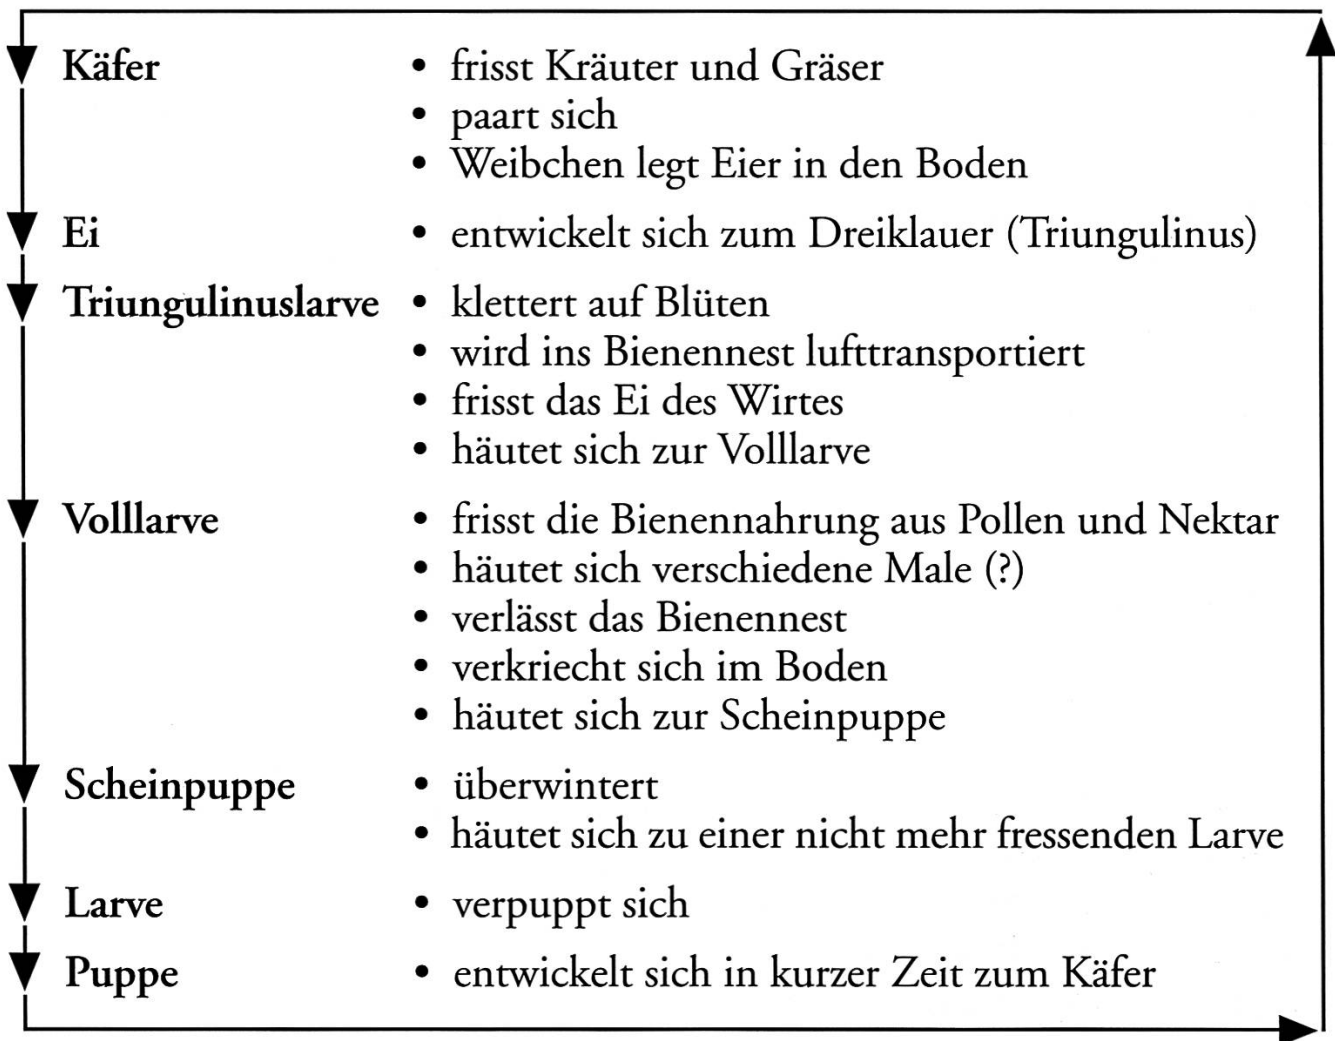 Käfer • frisst Kräuter und Gräser
• paart sich
• Weibchen legt Eier in den Boden
Ei • entwickelt sich zum Dreiklauer (Triungulinus)
Triungulinuslarve • klettert auf Blüten
• wird ins Bienennest lufttransportiert
• frisst das Ei des Wirtes
• häutet sich zur Volllarve
Volllarve • frisst die Bienennahrung aus Pollen und Nektar
• häutet sich verschiedene Male (?)
• verlässt das Bienennest
• verkriecht sich im Boden
• häutet sich zur Scheinpuppe
Scheinpuppe • überwintert
• häutet sich zu einer nicht mehr fressenden Larve
Larve • verpuppt sich
Puppe • entwickelt sich in kurzer Zeit zum Käfer